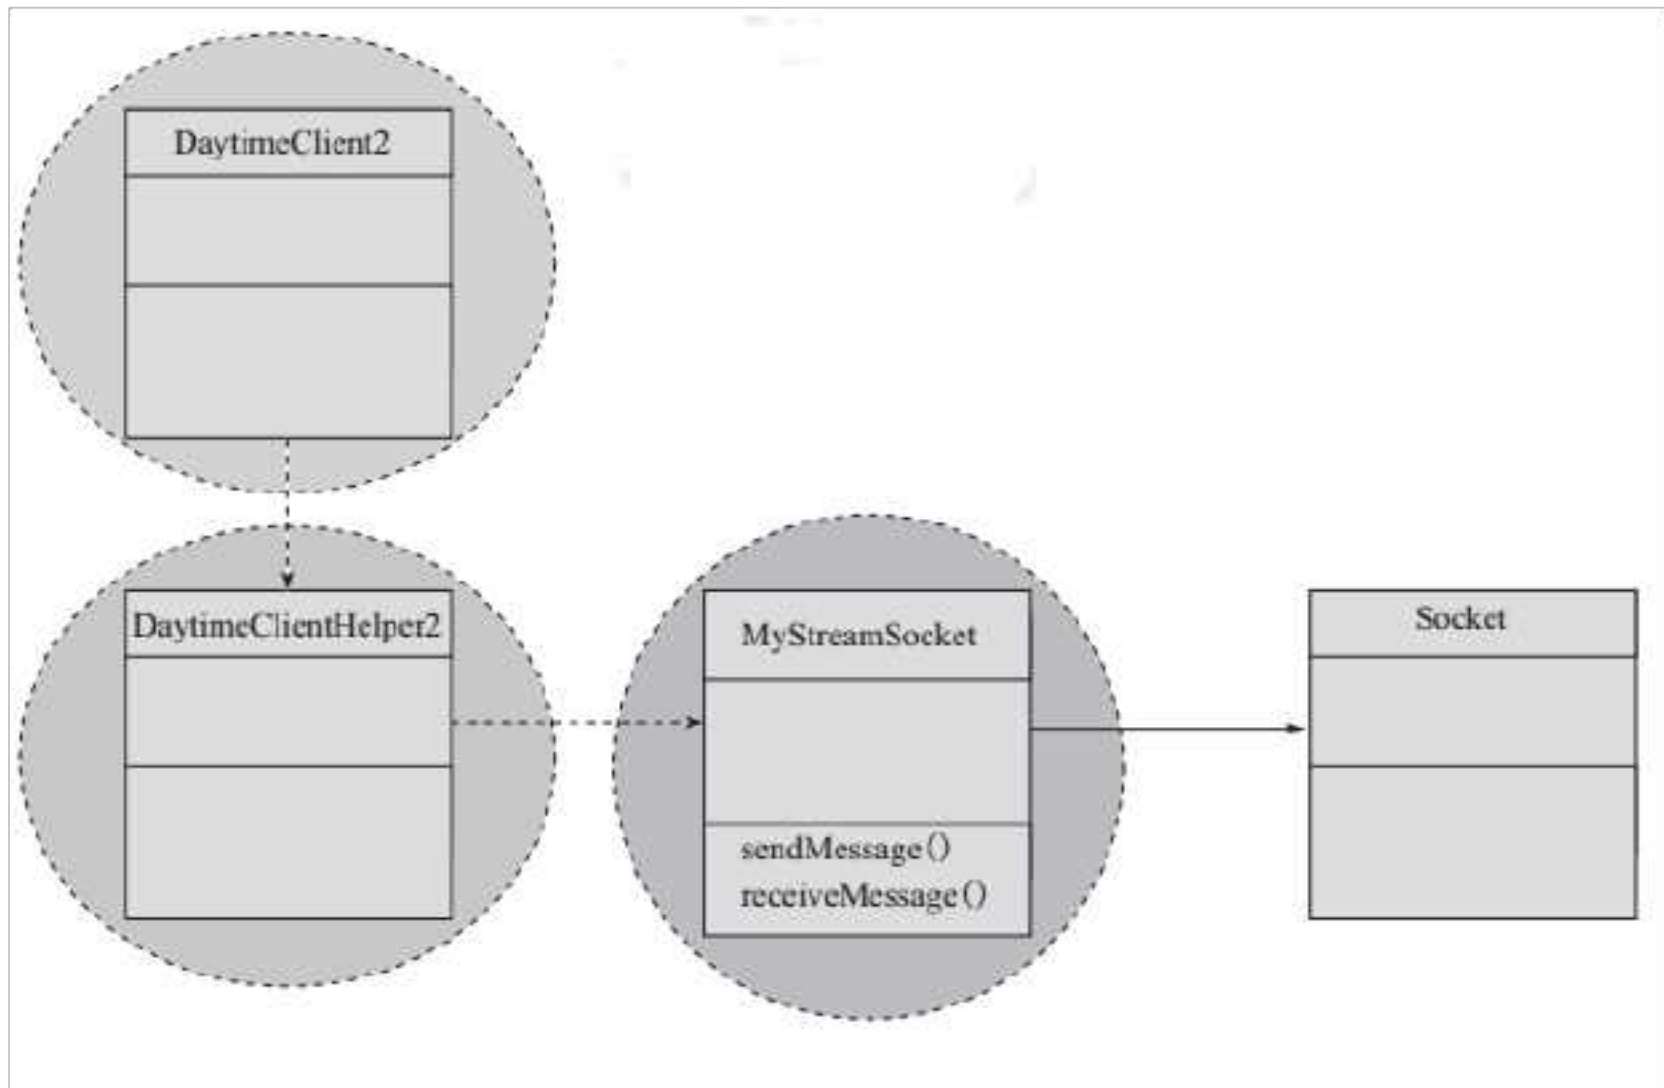 DaytimeClient2
DaytimeClientHelper2
MyStreamSocket
sendMessage()
receiveMessage()
Socket